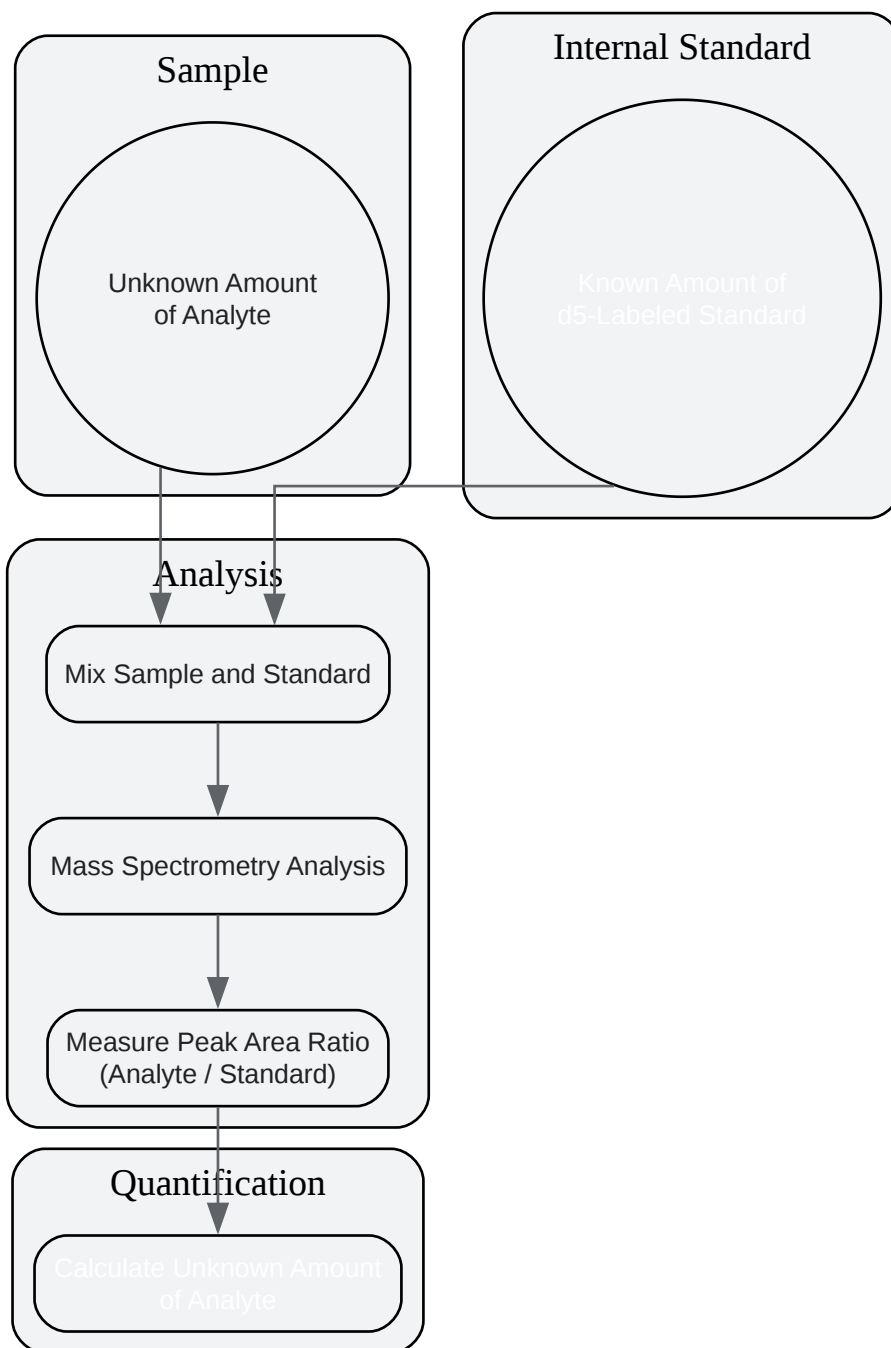 Sample
Internal Standard
Unknown Amount
of Analyte
Known Amount of
d5-Labeled Standard
Analysis
Mix Sample and Standard
Mass Spectrometry Analysis
Measure Peak Area Ratio
(Analyte / Standard)
Quantification
Calculate Unknown Amount
of Analyte